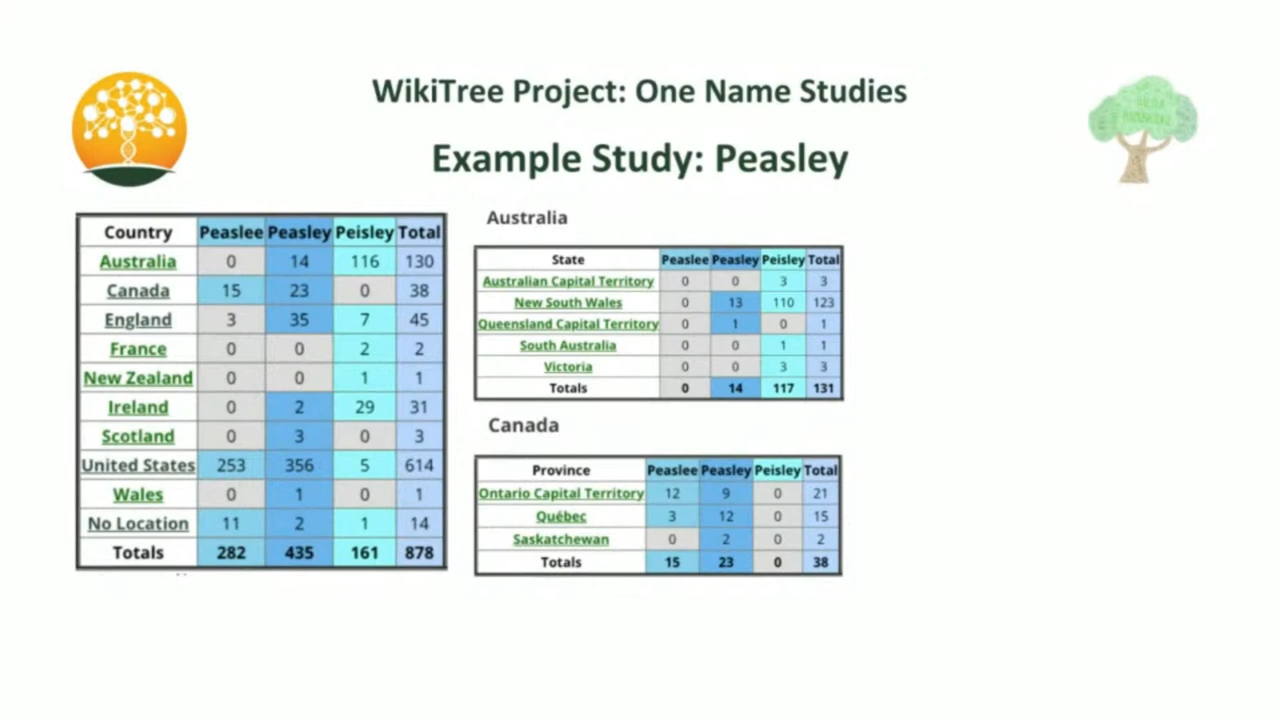 WikiTree Project: One Name Studies
Example Study: Peasley
Country Peaslee Peasley Peisley Total
Australia 0 14 116 130
Canada 15 23 0 38
England 3 35 7 45
France 0 0 2 2
New Zealand 0 0 1 1
Ireland 0 2 29 31
Scotland 0 3 0 3
United States 253 356 5 614
Wales 0 1 0 1
No Location 11 2 1 14
Totals 282 435 161 878
Australia
State Peaslee Peasley Peisley Total
Australian Capital Territory 0 0 3 3
New South Wales 0 13 110 123
Queensland Capital Territory 0 1 0 1
South Australia 0 0 1 1
Victoria 0 0 3 3
Totals 0 14 117 131
Canada
Province Peaslee Peasley Peisley Total
Ontario Capital Territory 12 9 0 21
Québec 3 12 0 15
Saskatchewan 0 2 0 2
Totals 15 23 0 38